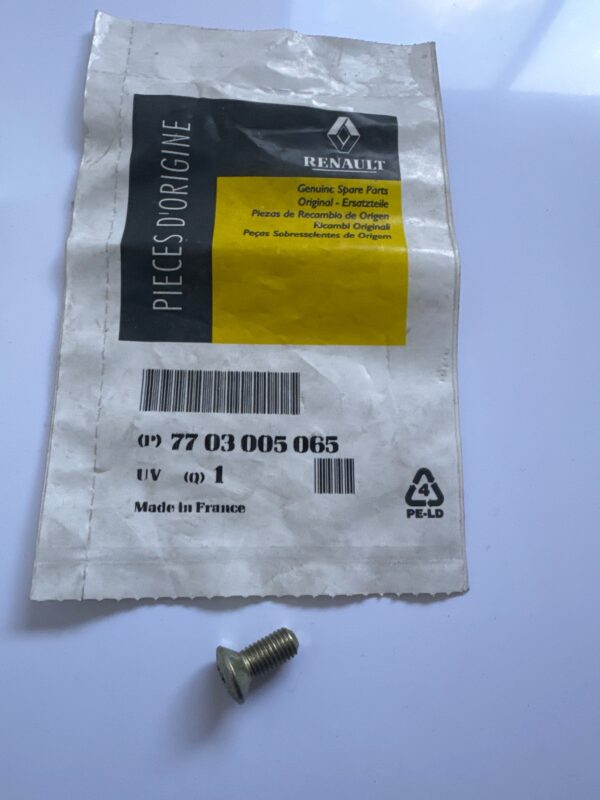 PIECES D'ORIGINE
RENAULT
Genuine Spare Parts
Original - Ersatzteile
Piezas de Recambio de Origen
Ricambi Originali
Peças Sobresselentes de Origem
(P) 77 03 005 065
UV (Q) 1
Made in France
4
PE-LD